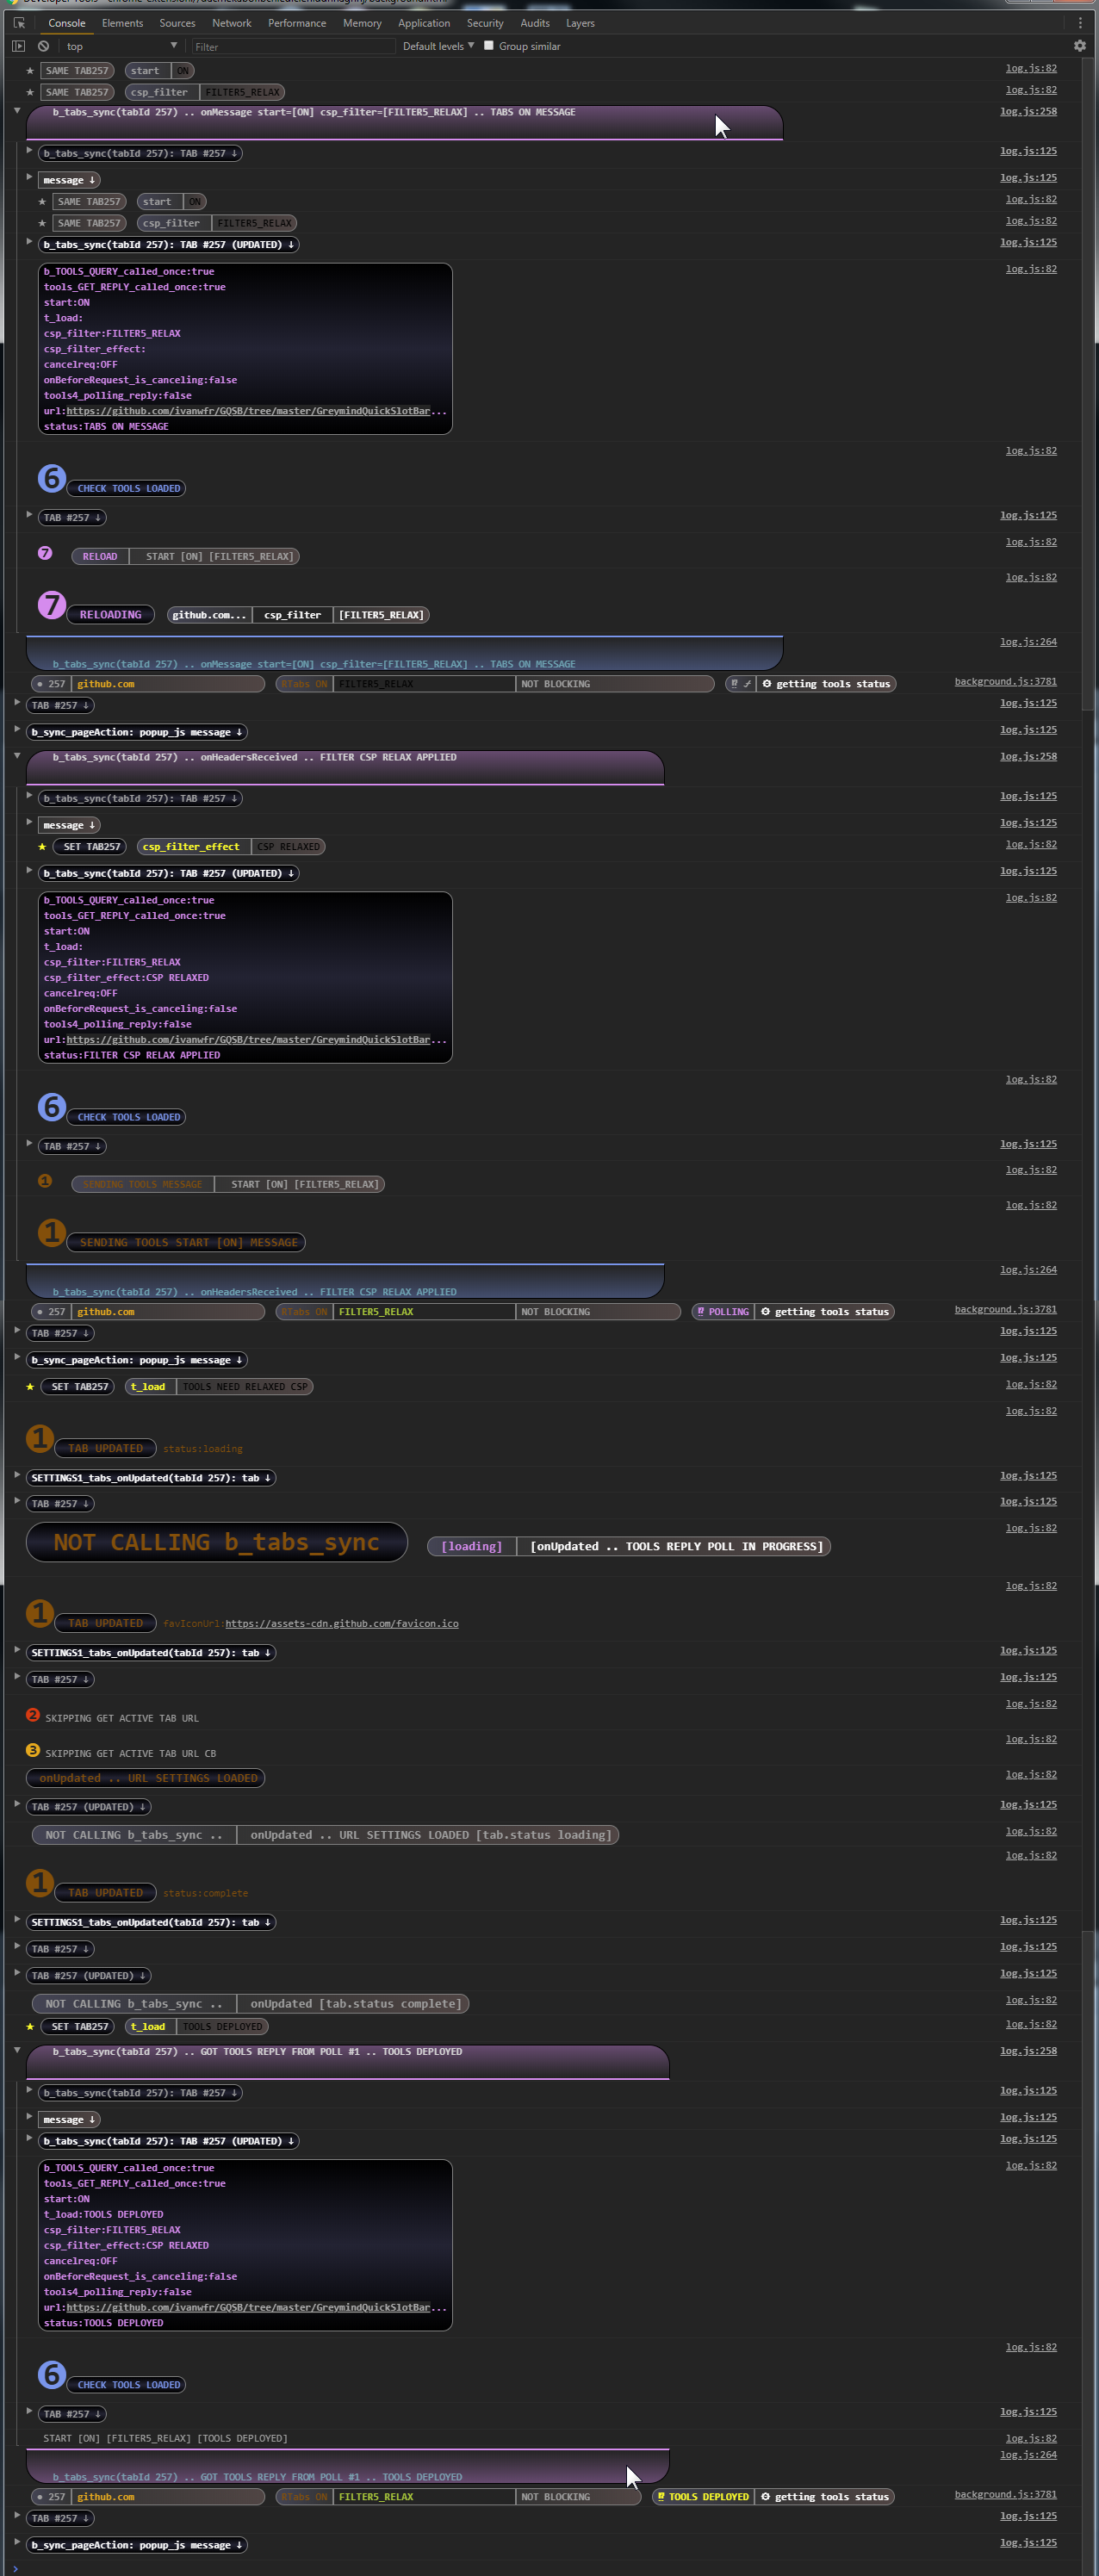 Console Elements Sources Network Performance Memory Application Security Audits Layers
top Filter Default levels Group similar
★ SAME TAB257 start ON log.js:82
★ SAME TAB257 csp_filter FILTER5_RELAX log.js:82
b_tabs_sync(tabId 257) .. onMessage start=[ON] csp_filter=[FILTER5_RELAX] .. TABS ON MESSAGE log.js:258
b_tabs_sync(tabId 257): TAB #257 ↓ log.js:125
message ↓ log.js:125
★ SAME TAB257 start ON log.js:82
★ SAME TAB257 csp_filter FILTER5_RELAX log.js:82
b_tabs_sync(tabId 257): TAB #257 (UPDATED) ↓ log.js:125
b_TOOLS_QUERY_called_once:true log.js:82
tools_GET_REPLY_called_once:true
start:ON
t_load:
csp_filter:FILTER5_RELAX
csp_filter_effect:
cancelreq:OFF
onBeforeRequest_is_canceling:false
tools4_polling_reply:false
url:https://github.com/ivanwfr/GQSB/tree/master/GreymindQuickSlotBar...
status:TABS ON MESSAGE
log.js:82
❻ CHECK TOOLS LOADED
TAB #257 ↓ log.js:125
log.js:82
❼ RELOAD START [ON] [FILTER5_RELAX]
log.js:82
❼ RELOADING github.com... csp_filter [FILTER5_RELAX]
log.js:264
b_tabs_sync(tabId 257) .. onMessage start=[ON] csp_filter=[FILTER5_RELAX] .. TABS ON MESSAGE
● 257 github.com RTabs ON FILTER5_RELAX NOT BLOCKING getting tools status background.js:3781
TAB #257 ↓ log.js:125
b_sync_pageAction: popup_js message ↓ log.js:125
b_tabs_sync(tabId 257) .. onHeadersReceived .. FILTER CSP RELAX APPLIED log.js:258
b_tabs_sync(tabId 257): TAB #257 ↓ log.js:125
message ↓ log.js:125
★ SET TAB257 csp_filter_effect CSP RELAXED log.js:82
b_tabs_sync(tabId 257): TAB #257 (UPDATED) ↓ log.js:125
b_TOOLS_QUERY_called_once:true log.js:82
tools_GET_REPLY_called_once:true
start:ON
t_load:
csp_filter:FILTER5_RELAX
csp_filter_effect:CSP RELAXED
cancelreq:OFF
onBeforeRequest_is_canceling:false
tools4_polling_reply:false
url:https://github.com/ivanwfr/GQSB/tree/master/GreymindQuickSlotBar...
status:FILTER CSP RELAX APPLIED
log.js:82
❻ CHECK TOOLS LOADED
TAB #257 ↓ log.js:125
log.js:82
❶ SENDING TOOLS MESSAGE START [ON] [FILTER5_RELAX]
log.js:82
❶ SENDING TOOLS START [ON] MESSAGE
log.js:264
b_tabs_sync(tabId 257) .. onHeadersReceived .. FILTER CSP RELAX APPLIED
● 257 github.com RTabs ON FILTER5_RELAX NOT BLOCKING POLLING getting tools status background.js:3781
TAB #257 ↓ log.js:125
b_sync_pageAction: popup_js message ↓ log.js:125
★ SET TAB257 t_load TOOLS NEED RELAXED CSP log.js:82
log.js:82
❶ TAB UPDATED status:loading
SETTINGS1_tabs_onUpdated(tabId 257): tab ↓ log.js:125
TAB #257 ↓ log.js:125
NOT CALLING b_tabs_sync [loading] [onUpdated .. TOOLS REPLY POLL IN PROGRESS] log.js:82
log.js:82
❶ TAB UPDATED favIconUrl:https://assets-cdn.github.com/favicon.ico
SETTINGS1_tabs_onUpdated(tabId 257): tab ↓ log.js:125
TAB #257 ↓ log.js:125
log.js:82
❷ SKIPPING GET ACTIVE TAB URL
log.js:82
❸ SKIPPING GET ACTIVE TAB URL CB
onUpdated .. URL SETTINGS LOADED log.js:82
TAB #257 (UPDATED) ↓ log.js:125
NOT CALLING b_tabs_sync .. onUpdated .. URL SETTINGS LOADED [tab.status loading] log.js:82
log.js:82
❶ TAB UPDATED status:complete
SETTINGS1_tabs_onUpdated(tabId 257): tab ↓ log.js:125
TAB #257 ↓ log.js:125
TAB #257 (UPDATED) ↓ log.js:125
NOT CALLING b_tabs_sync .. onUpdated [tab.status complete] log.js:82
★ SET TAB257 t_load TOOLS DEPLOYED log.js:82
b_tabs_sync(tabId 257) .. GOT TOOLS REPLY FROM POLL #1 .. TOOLS DEPLOYED log.js:258
b_tabs_sync(tabId 257): TAB #257 ↓ log.js:125
message ↓ log.js:125
b_tabs_sync(tabId 257): TAB #257 (UPDATED) ↓ log.js:125
b_TOOLS_QUERY_called_once:true log.js:82
tools_GET_REPLY_called_once:true
start:ON
t_load:TOOLS DEPLOYED
csp_filter:FILTER5_RELAX
csp_filter_effect:CSP RELAXED
cancelreq:OFF
onBeforeRequest_is_canceling:false
tools4_polling_reply:false
url:https://github.com/ivanwfr/GQSB/tree/master/GreymindQuickSlotBar...
status:TOOLS DEPLOYED
log.js:82
❻ CHECK TOOLS LOADED
TAB #257 ↓ log.js:125
START [ON] [FILTER5_RELAX] [TOOLS DEPLOYED] log.js:82
log.js:264
b_tabs_sync(tabId 257) .. GOT TOOLS REPLY FROM POLL #1 .. TOOLS DEPLOYED
● 257 github.com RTabs ON FILTER5_RELAX NOT BLOCKING TOOLS DEPLOYED getting tools status background.js:3781
TAB #257 ↓ log.js:125
b_sync_pageAction: popup_js message ↓ log.js:125